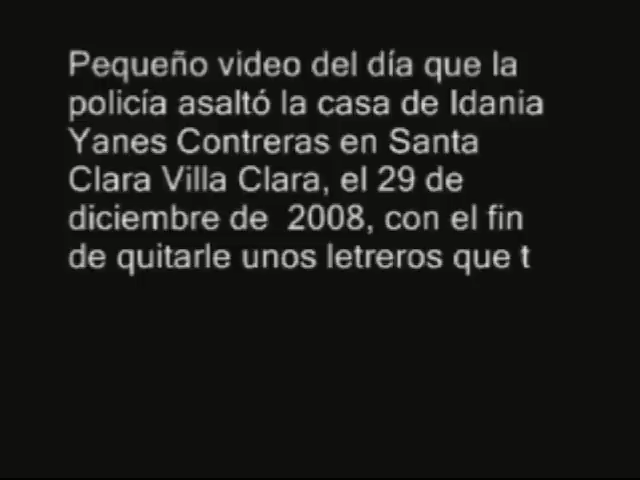 Pequeño video del día que la
policía asaltó la casa de Idania
Yanes Contreras en Santa
Clara Villa Clara, el 29 de
diciembre de  2008, con el fin
de quitarle unos letreros que t